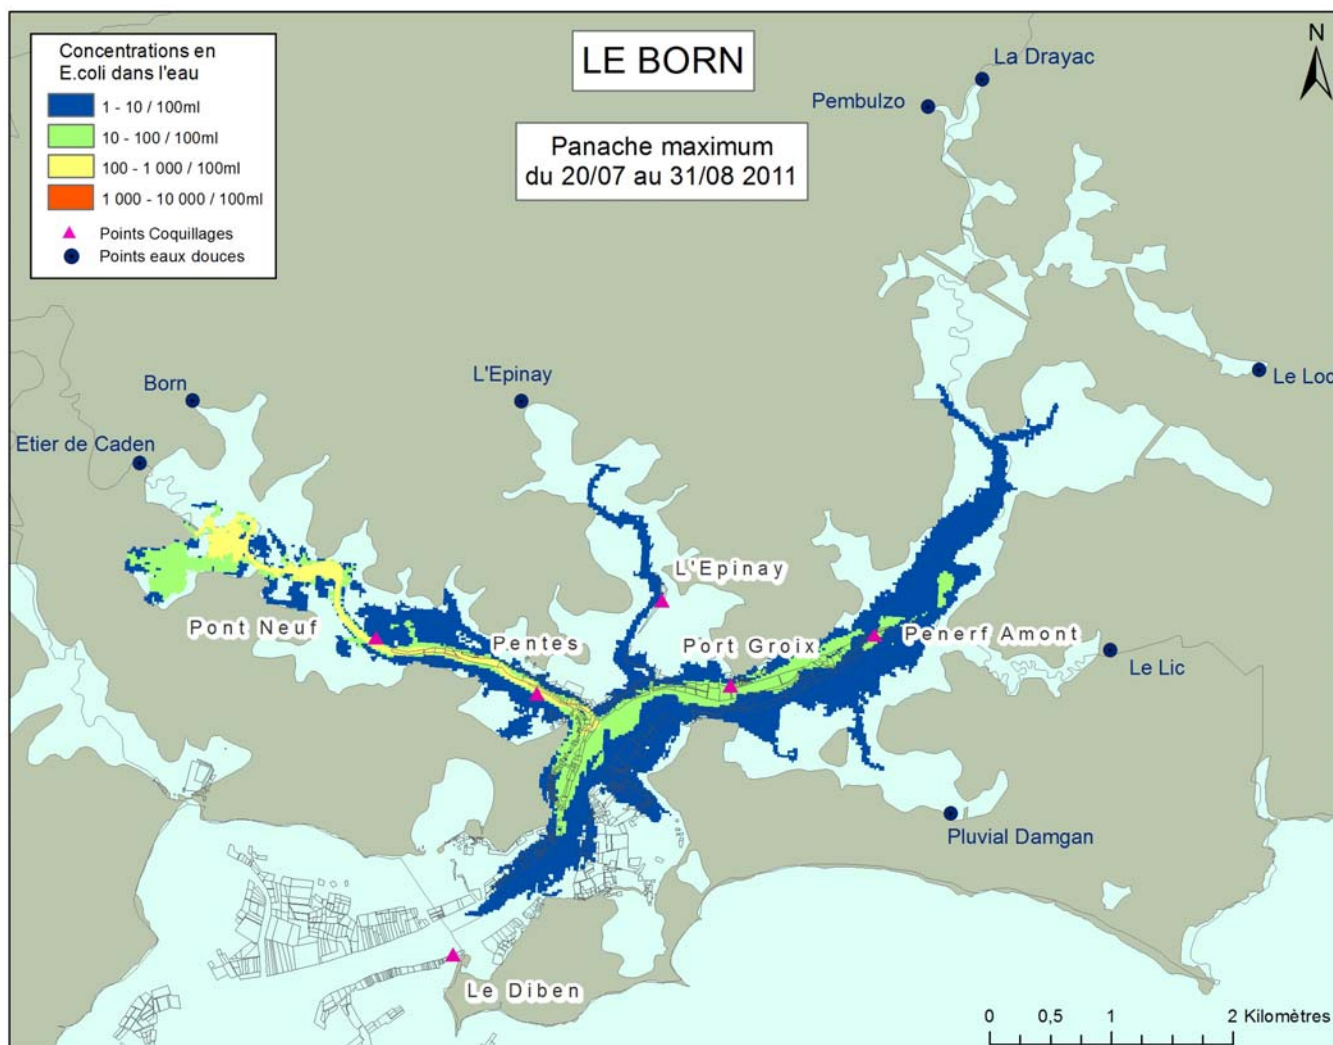 Concentrations en
E.coli dans l'eau
1 - 10 / 100ml
10 - 100 / 100ml
100 - 1 000 / 100ml
1 000 - 10 000 / 100ml
Points Coquillages
Points eaux douces
LE BORN
Panache maximum
du 20/07 au 31/08 2011
N
La Drayac
Pembulzo
Le Loc
Born
L'Epinay
Etier de Caden
L'Epinay
Pont Neuf
Pentes
Port Groix
Penerf Amont
Le Lic
Pluvial Damgan
Le Diben
0 0,5 1 2 Kilomètres